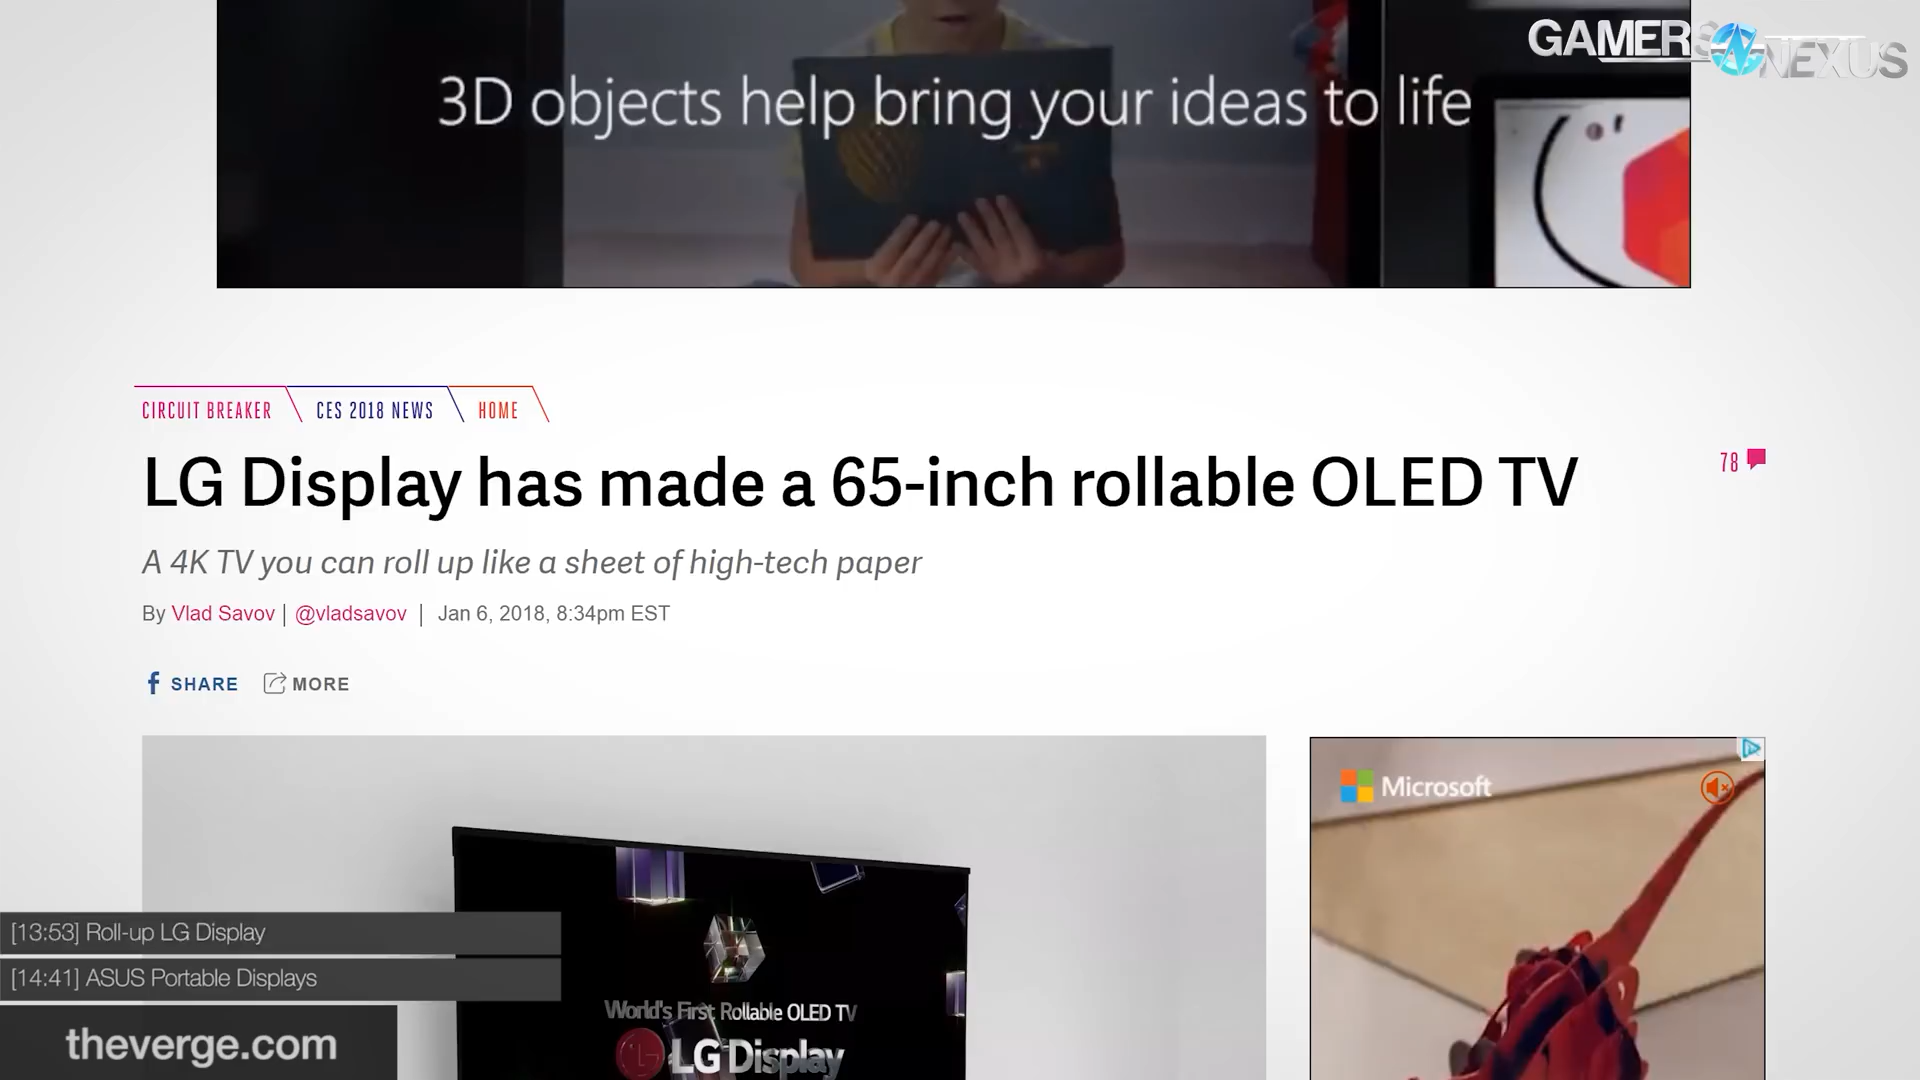 GAMERS NEXUS
3D objects help bring your ideas to life
CIRCUIT BREAKER CES 2018 NEWS HOME
LG Display has made a 65-inch rollable OLED TV
78
A 4K TV you can roll up like a sheet of high-tech paper
By Vlad Savov | @vladsavov | Jan 6, 2018, 8:34pm EST
SHARE MORE
Microsoft
[13:53] Roll-up LG Display
[14:41] ASUS Portable Displays
World's First Rollable OLED TV
LG Display
theverge.com